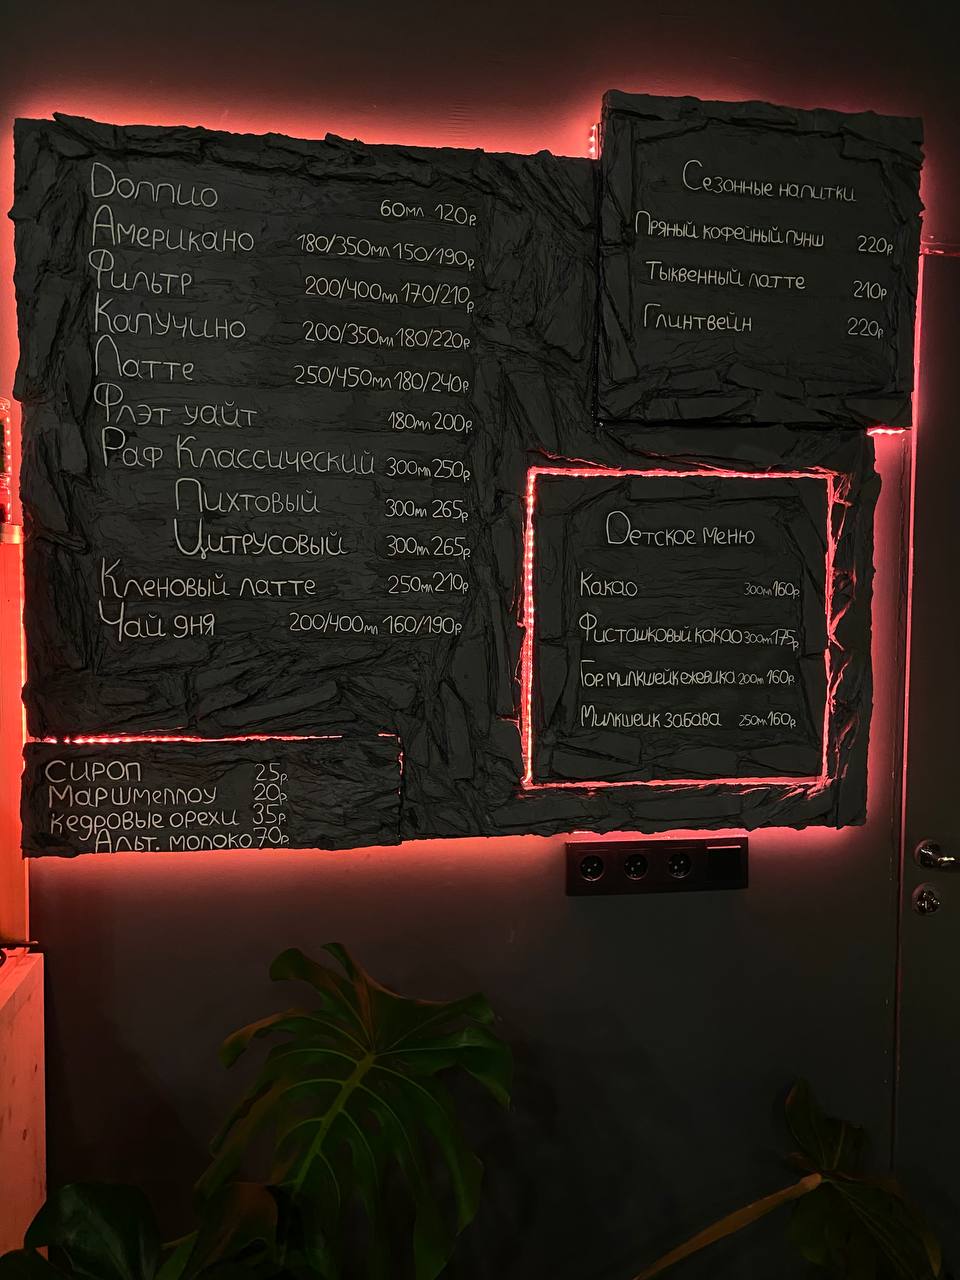 Доппио 60мл 120р.
Американо 180/350мл 150/190р.
Фильтр 200/400мл 170/210р.
Капучино 200/350мл 180/220р.
Латте 250/450мл 180/240р.
Флэт уайт 180мл 200р.
Раф Классический 300мл 250р.
Пихтовый 300мл 265р.
Цитрусовый 300мл 265р.
Кленовый латте 250мл 210р.
Чай дня 200/400мл 160/190р.
Сироп 25р.
Маршмеллоу 20р.
Кедровые орехи 35р.
Альт. молоко 70р.
Сезонные напитки
Пряный кофейный пунш 220р.
Тыквенный латте 210р
Глинтвейн 220р.
Детское меню
Какао 300мл 160р.
Фисташковый какао 300мл 175р.
Гор. милкшейк ежевика 200мл 160р.
Милкшейк забава 250мл 160р.